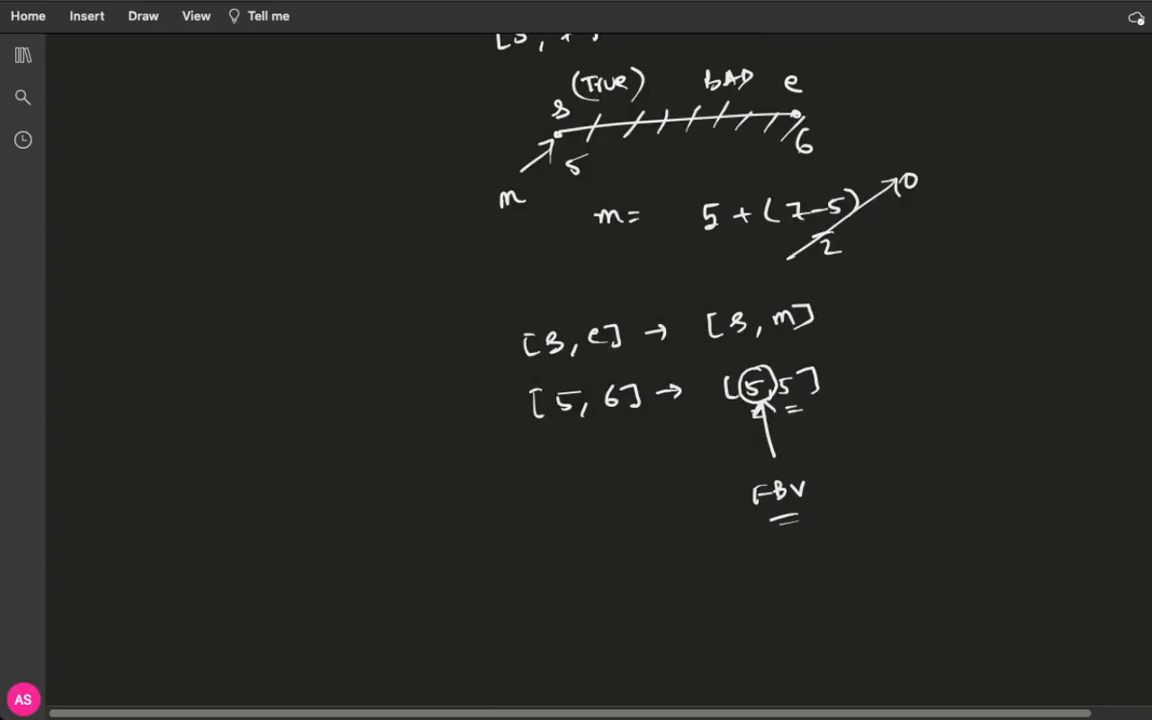 Home Insert Draw View Tell me
(True) bAD e
s
5 6
m
m= 5 + (7-5) 0
2
[s, e] → [s, m]
[5, 6] → [5, 5]
FBV
AS